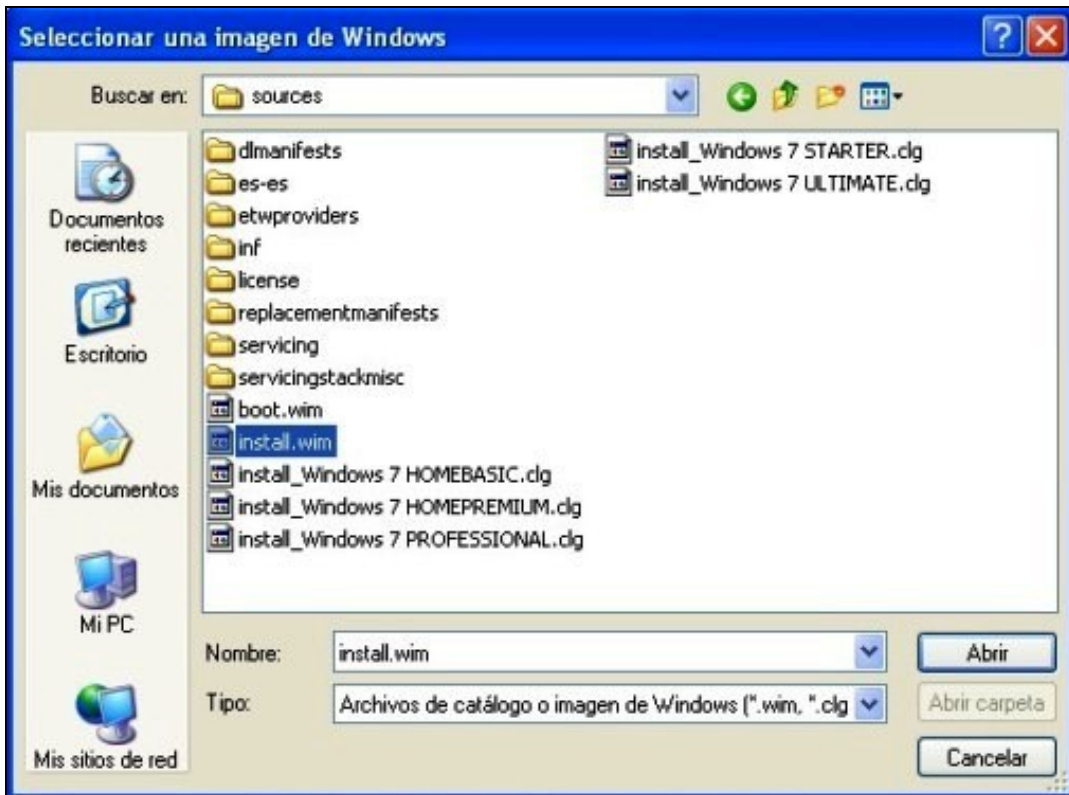 Seleccionar una imagen de Windows
Buscar en:
sources
Documentos
recientes
Escritorio
Mis documentos
Mi PC
Mis sitios de red
dlmanifests
es-es
etwproviders
inf
license
replacementmanifests
servicing
servicingstackmisc
boot.wim
install.wim
install_Windows 7 HOMEBASIC.clg
install_Windows 7 HOMEPREMIUM.clg
install_Windows 7 PROFESSIONAL.clg
install_Windows 7 STARTER.clg
install_Windows 7 ULTIMATE.clg
Nombre:
install.wim
Abrir
Tipo:
Archivos de catálogo o imagen de Windows (*.wim, *.clg
Abrir carpeta
Cancelar